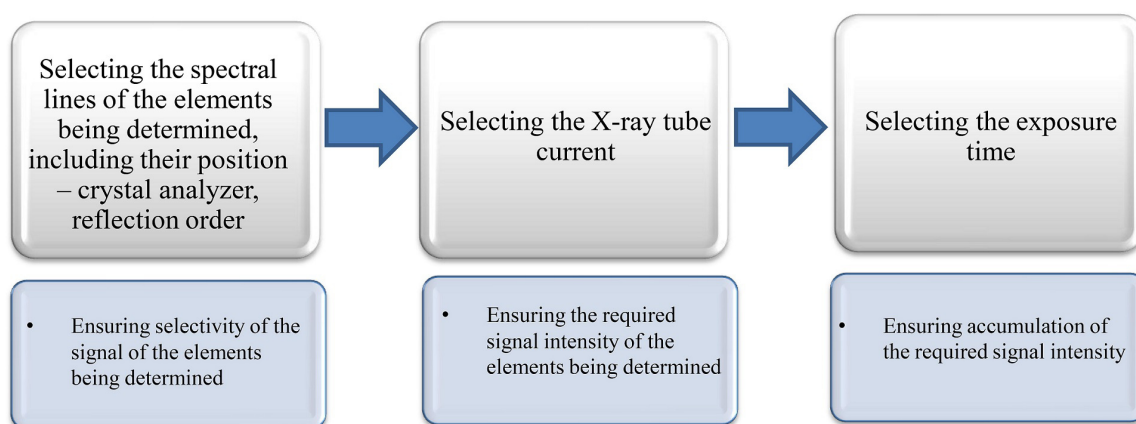 Selecting the spectral
lines of the elements
being determined,
including their position
– crystal analyzer,
reflection order
Selecting the X-ray tube
current
Selecting the exposure
time
• Ensuring selectivity of the
signal of the elements
being determined
• Ensuring the required
signal intensity of the
elements being determined
• Ensuring accumulation of
the required signal intensity